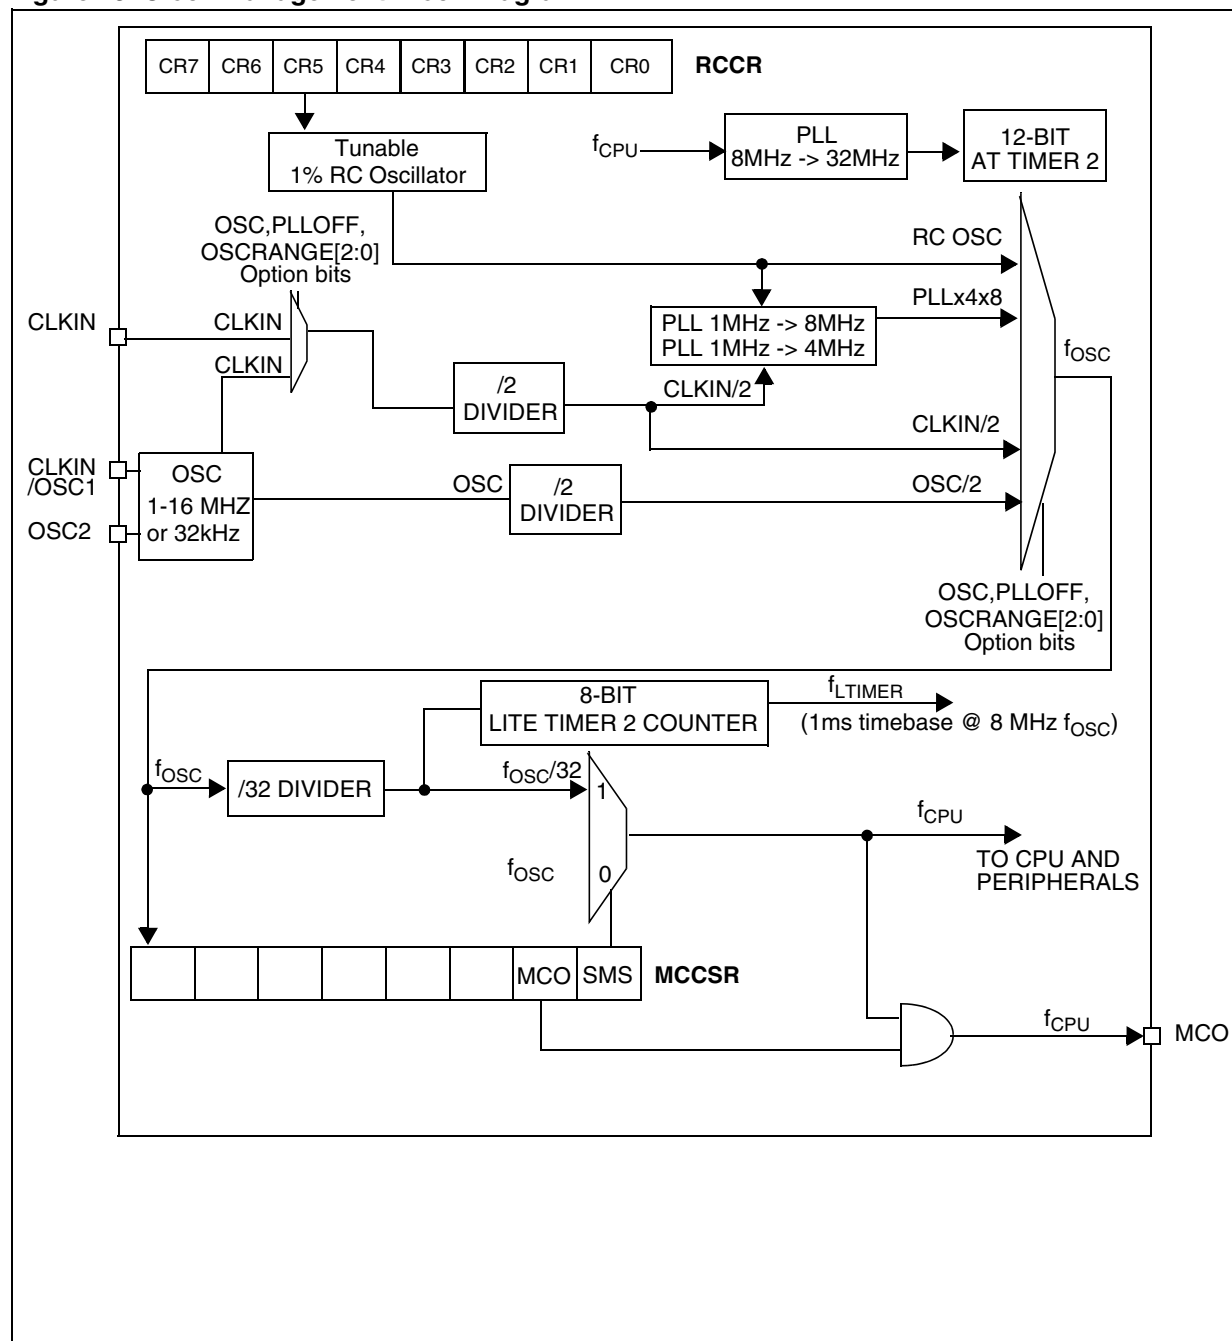 CR7 CR6 CR5 CR4 CR3 CR2 CR1 CR0 RCCR
Tunable
1% RC Oscillator
fCPU
PLL
8MHz -> 32MHz
12-BIT
AT TIMER 2
OSC,PLLOFF,
OSCRANGE[2:0]
Option bits
RC OSC
PLLx4x8
CLKIN
CLKIN
CLKIN
PLL 1MHz -> 8MHz
PLL 1MHz -> 4MHz
fOSC
/2
DIVIDER
CLKIN/2
CLKIN/2
CLKIN
/OSC1
OSC2
OSC
1-16 MHZ
or 32kHz
OSC
/2
DIVIDER
OSC/2
OSC,PLLOFF,
OSCRANGE[2:0]
Option bits
8-BIT
LITE TIMER 2 COUNTER
fLTIMER
(1ms timebase @ 8 MHz fOSC)
fOSC
/32 DIVIDER
fOSC/32
1
fOSC
0
fCPU
TO CPU AND
PERIPHERALS
MCO SMS MCCSR
fCPU
MCO